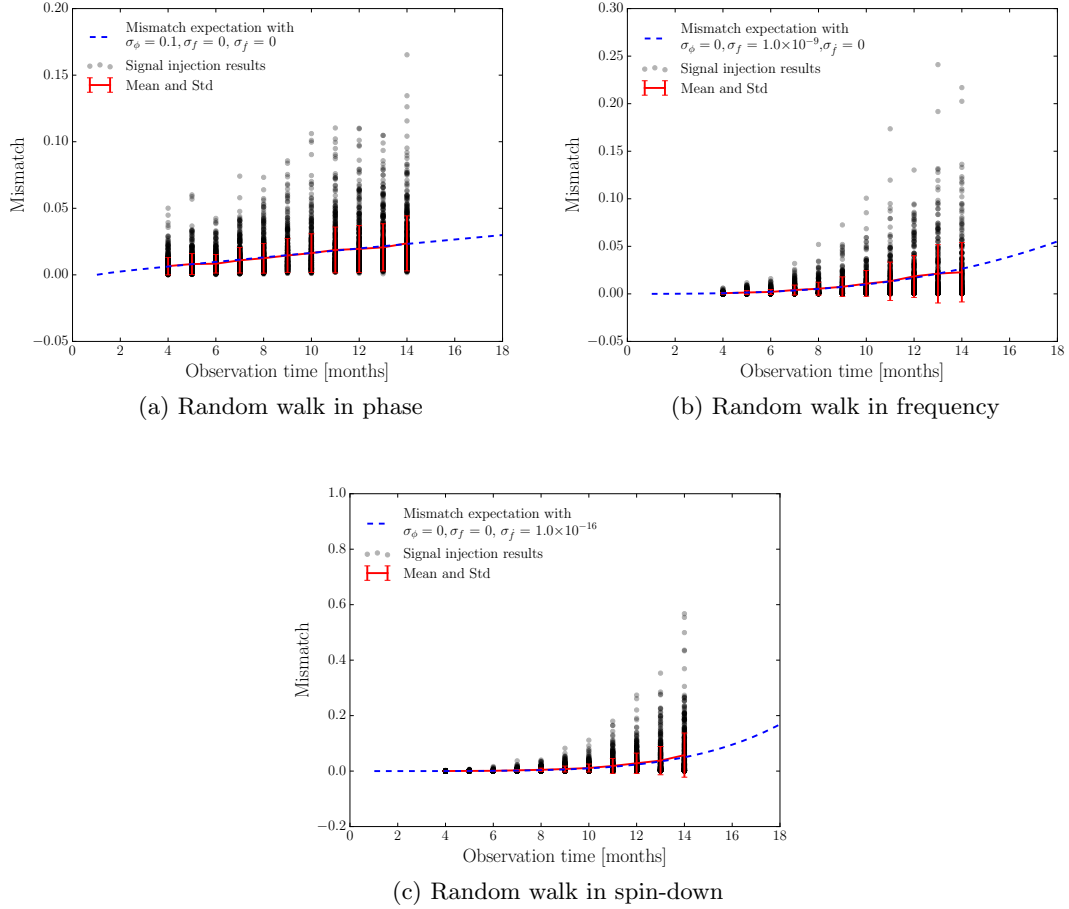 0.20
0.15
0.10
0.05
0.00
−0.05
Mismatch
Mismatch expectation with
σ_ϕ = 0.1, σ_f = 0, σ_ḟ = 0
Signal injection results
Mean and Std
0 2 4 6 8 10 12 14 16 18
Observation time [months]
(a) Random walk in phase
0.30
0.25
0.20
0.15
0.10
0.05
0.00
−0.05
Mismatch
Mismatch expectation with
σ_ϕ = 0, σ_f = 1.0×10⁻⁹, σ_ḟ = 0
Signal injection results
Mean and Std
0 2 4 6 8 10 12 14 16 18
Observation time [months]
(b) Random walk in frequency
1.0
0.8
0.6
0.4
0.2
0.0
−0.2
Mismatch
Mismatch expectation with
σ_ϕ = 0, σ_f = 0, σ_ḟ = 1.0×10⁻¹⁶
Signal injection results
Mean and Std
0 2 4 6 8 10 12 14 16 18
Observation time [months]
(c) Random walk in spin-down